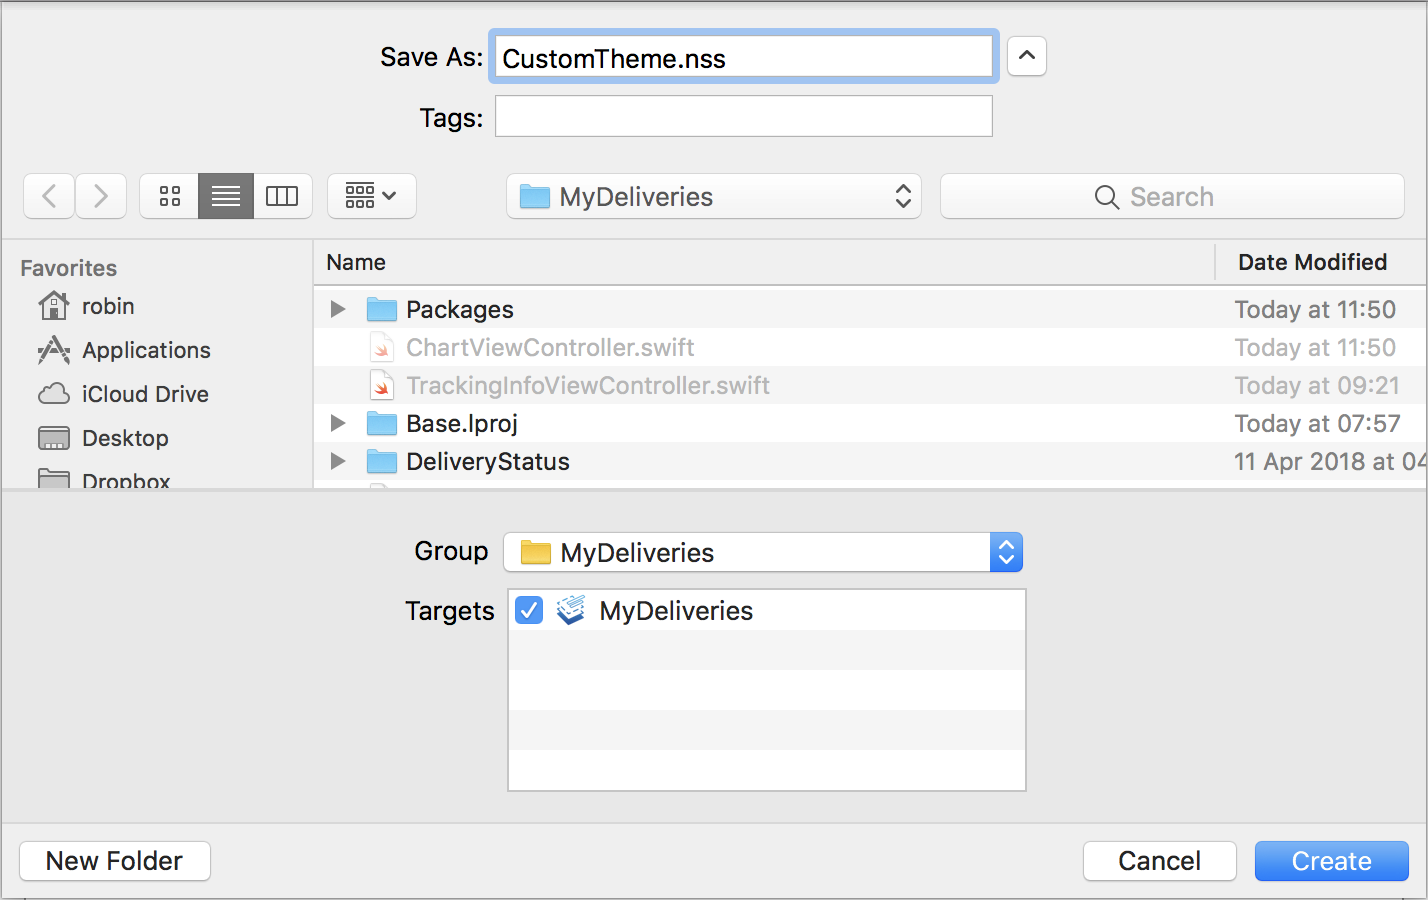 Save As: CustomTheme.nss
Tags:
MyDeliveries Search
Favorites
robin
Applications
iCloud Drive
Desktop
Dropbox
Name Date Modified
Packages Today at 11:50
ChartViewController.swift Today at 11:50
TrackingInfoViewController.swift Today at 09:21
Base.lproj Today at 07:57
DeliveryStatus 11 Apr 2018 at 04
Group MyDeliveries
Targets MyDeliveries
New Folder Cancel Create